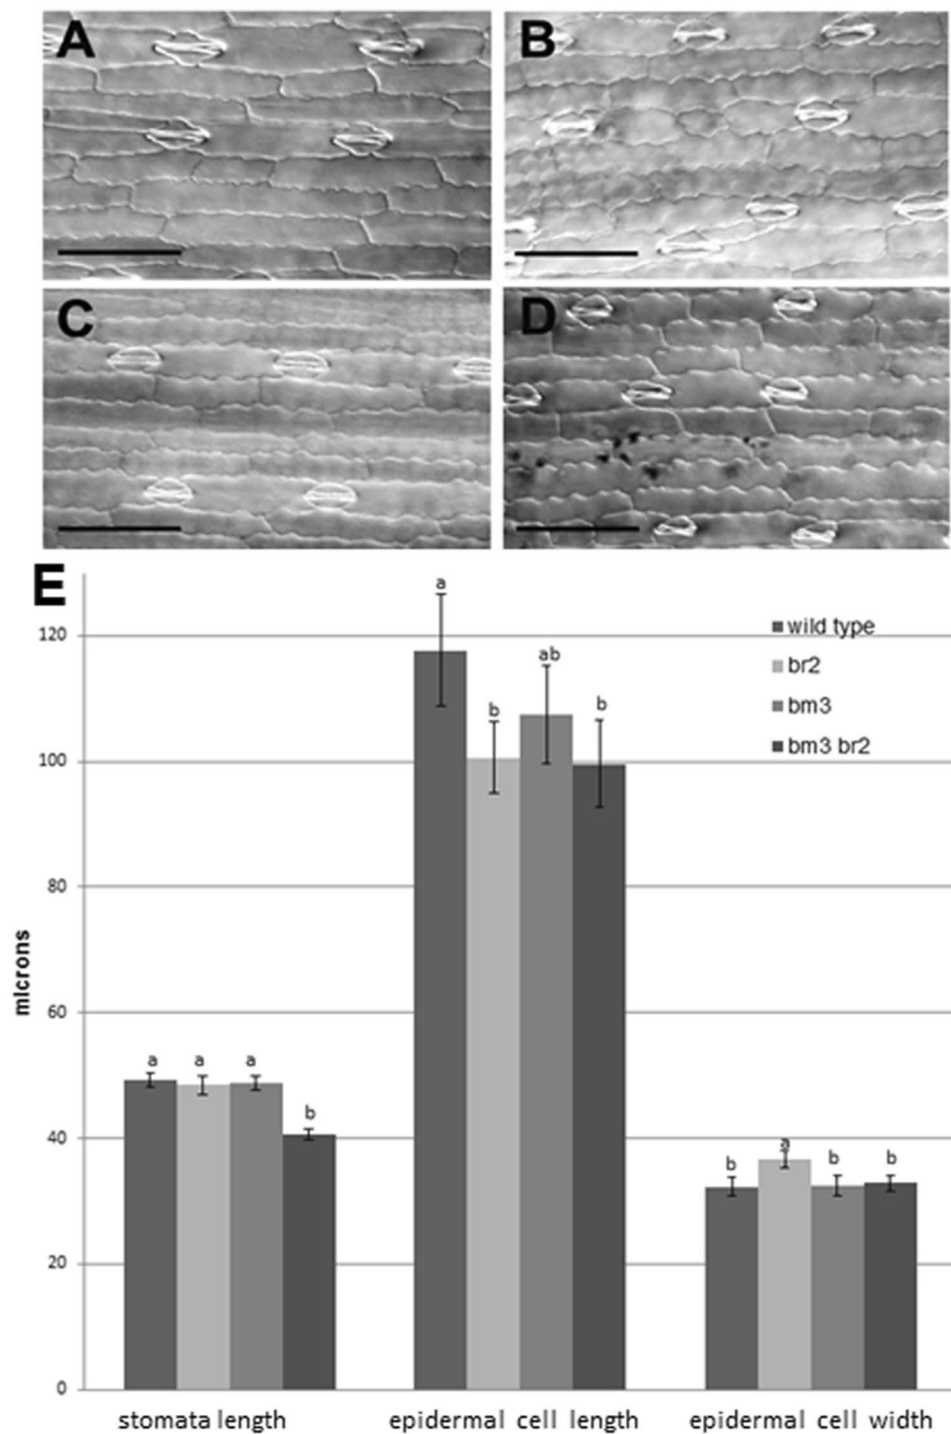 A
B
C
D
E
microns
120
100
80
60
40
20
0
wild type
br2
bm3
bm3 br2
a
a
a
b
a
b
ab
b
b
a
b
b
stomata length
epidermal cell length
epidermal cell width